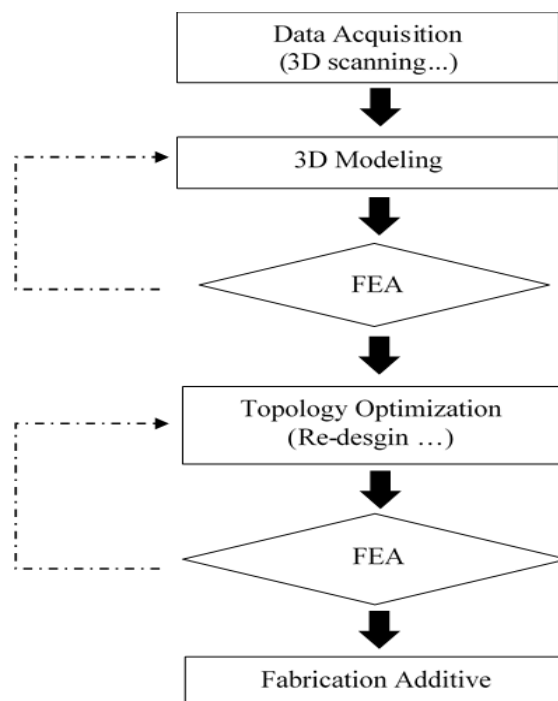 Data Acquisition
(3D scanning...)
3D Modeling
FEA
Topology Optimization
(Re-desgin ...)
FEA
Fabrication Additive